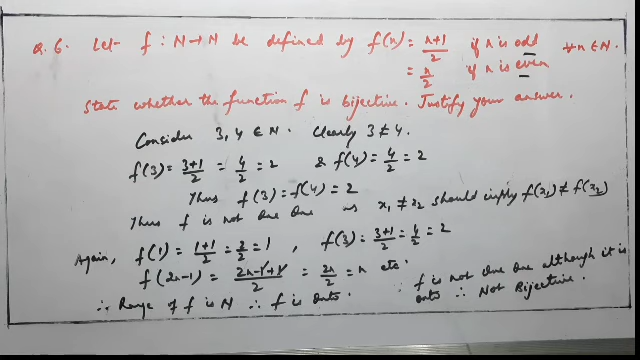 Q.6. Let f : N→N be defined by f(n) = n+1/2 if n is odd ∀ n ∈ N.
= n/2 if n is even
State whether the function f is bijective. Justify your answer.
Consider 3, 4 ∈ N. Clearly 3 ≠ 4.
f(3) = 3+1/2 = 4/2 = 2 & f(4) = 4/2 = 2
Thus f(3) = f(4) = 2
Thus f is not One One as x₁ ≠ x₂ should imply f(x₁) ≠ f(x₂)
Again, f(1) = 1+1/2 = 2/2 = 1 , f(3) = 3+1/2 = 4/2 = 2
f(2n-1) = 2n-1+1/2 = 2n/2 = n etc.
∴ Range of f is N ∴ f is Onto. ∵ f is not One One although it is
onto ∴ Not Bijective.